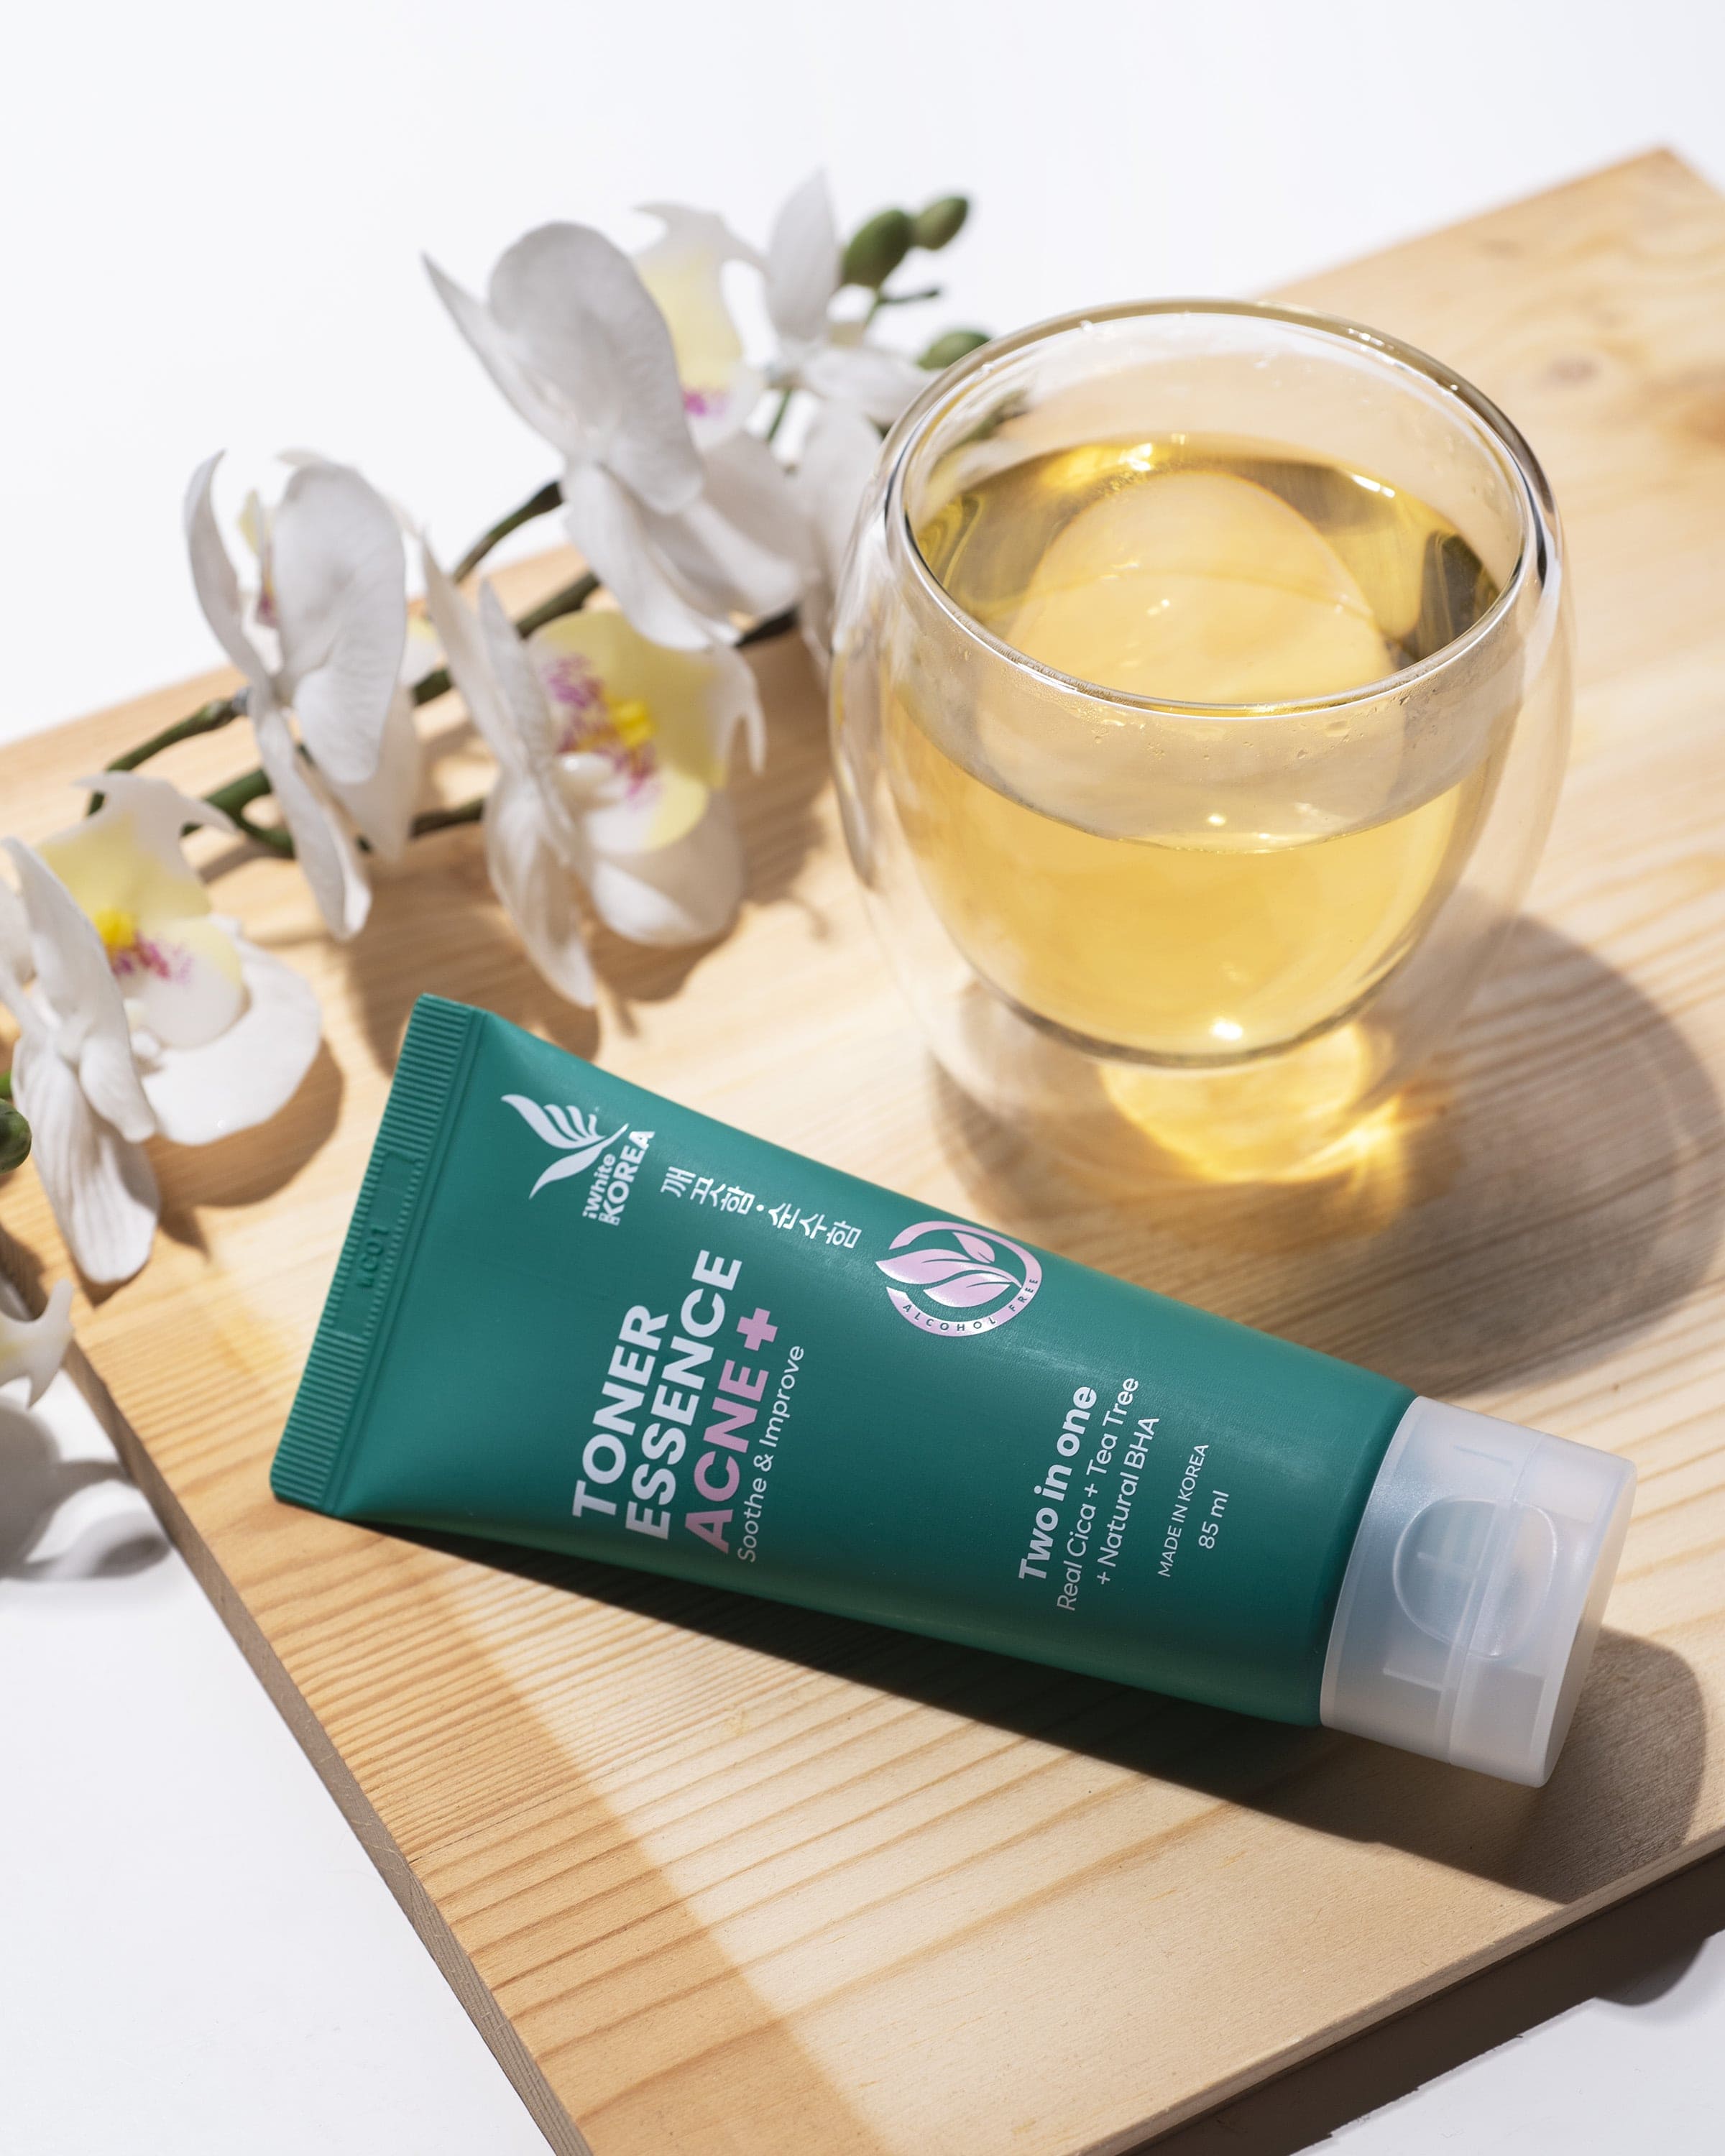 iWhite
KOREA
깨끗함·순수함
TONER
ESSENCE
ACNE+
Soothe & Improve
ALCOHOL FREE
Two in one
Real Cica + Tea Tree
+ Natural BHA
MADE IN KOREA
85 ml